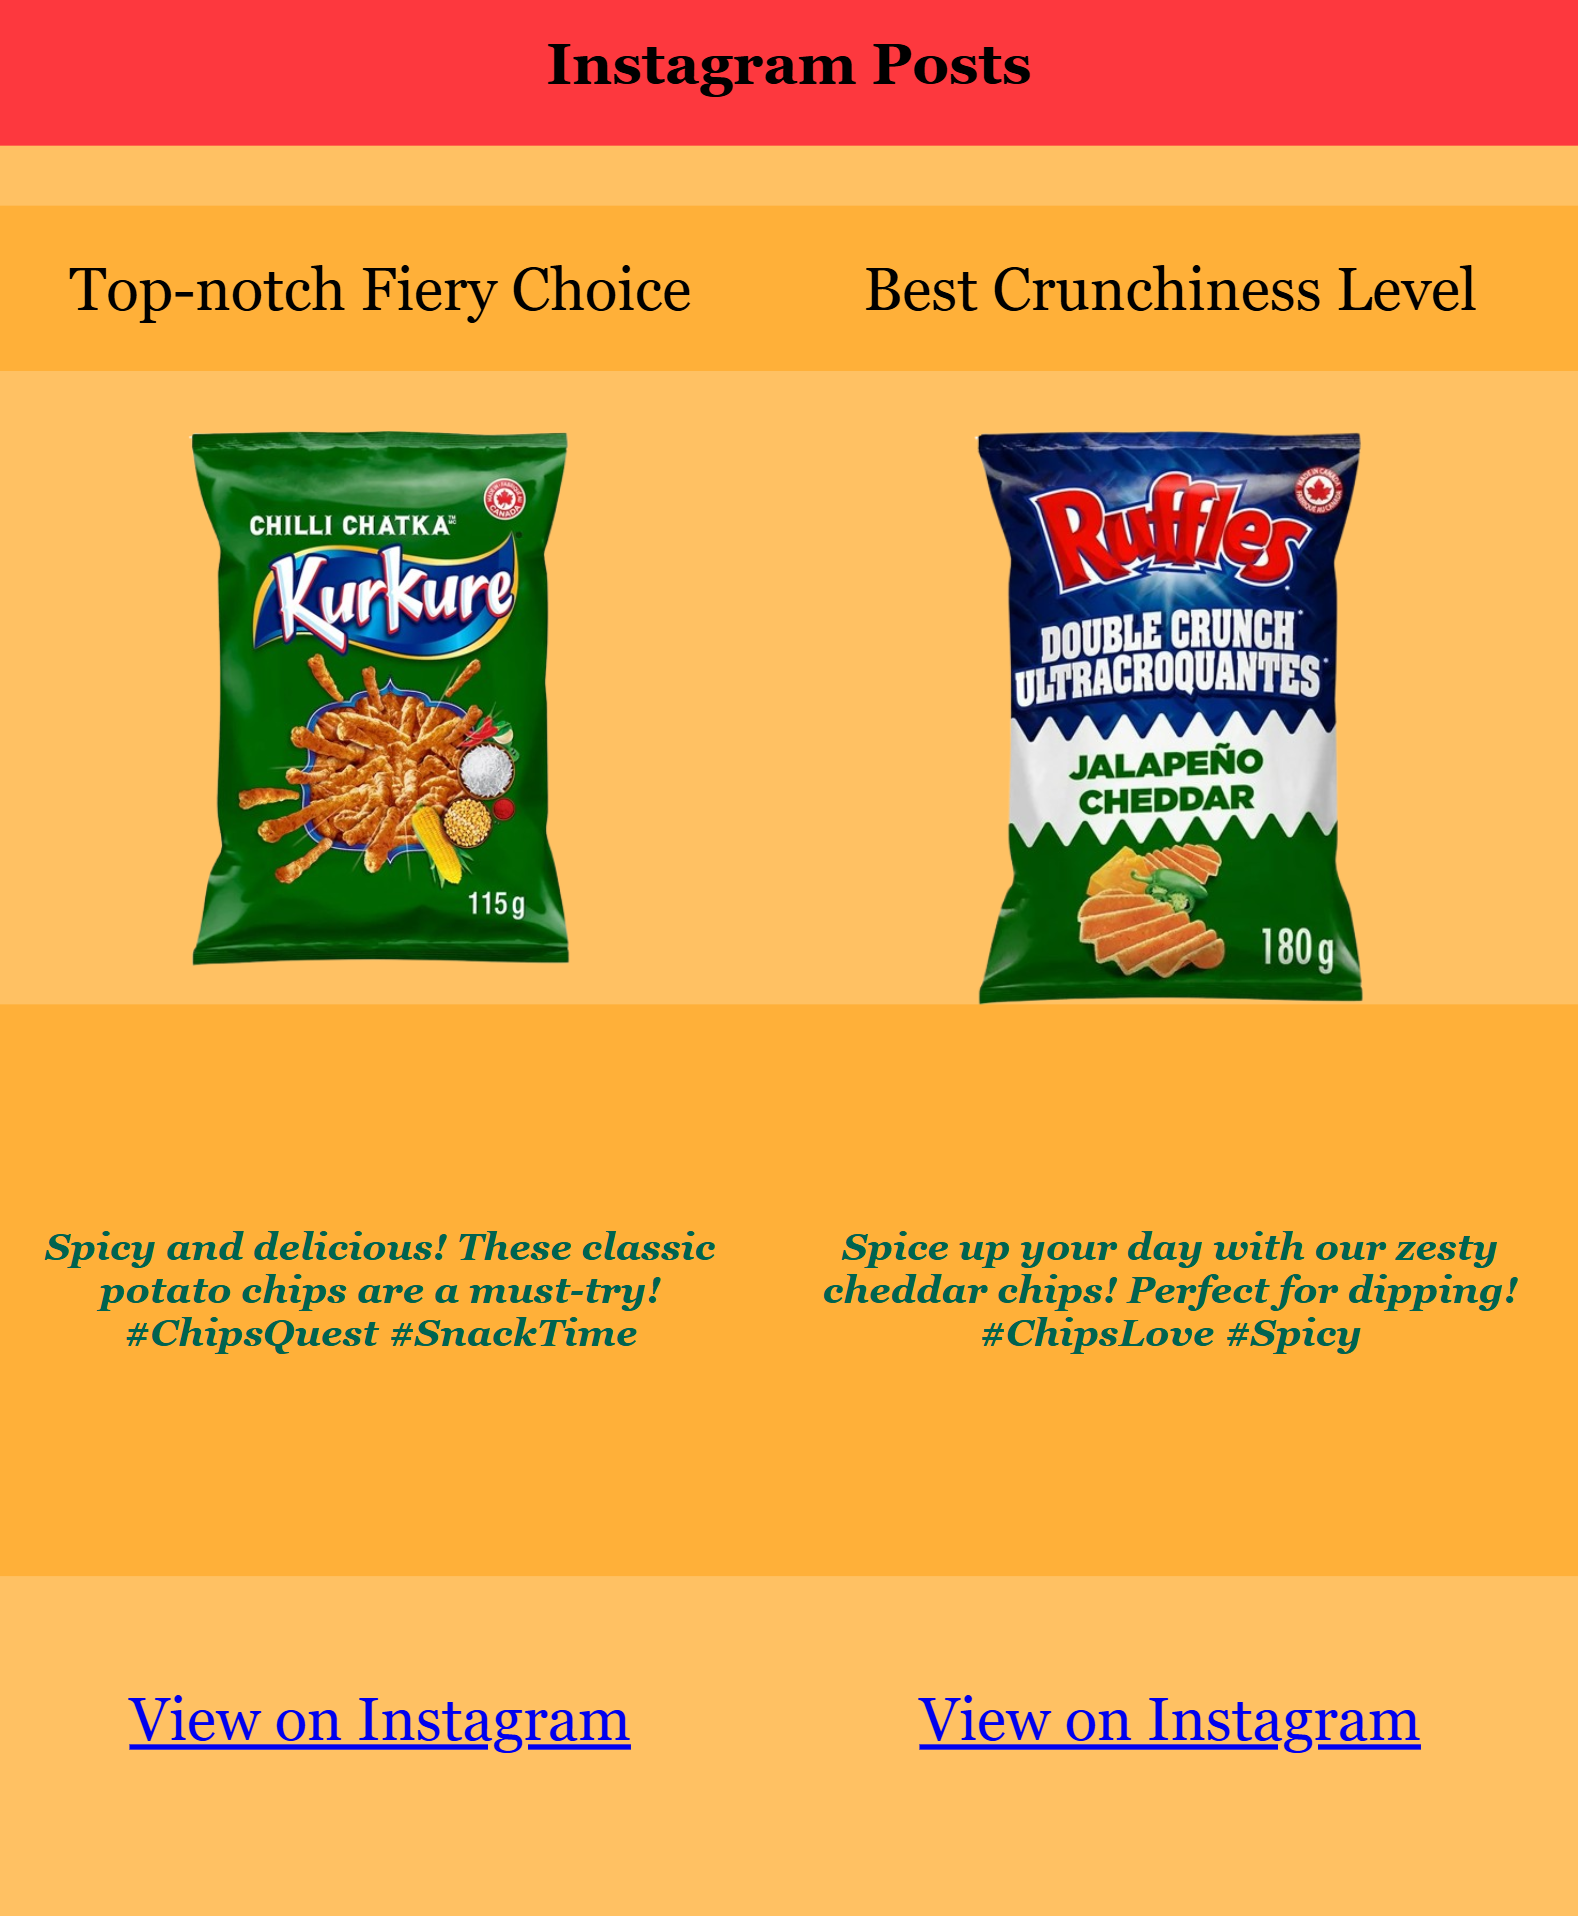 Instagram Posts
Top-notch Fiery Choice
Best Crunchiness Level
CHILLI CHATKA
Kurkure
115 g
Ruffles
DOUBLE CRUNCH
ULTRACROQUANTES
JALAPEÑO
CHEDDAR
180 g
Spicy and delicious! These classic
potato chips are a must-try!
#ChipsQuest #SnackTime
Spice up your day with our zesty
cheddar chips! Perfect for dipping!
#ChipsLove #Spicy
View on Instagram
View on Instagram